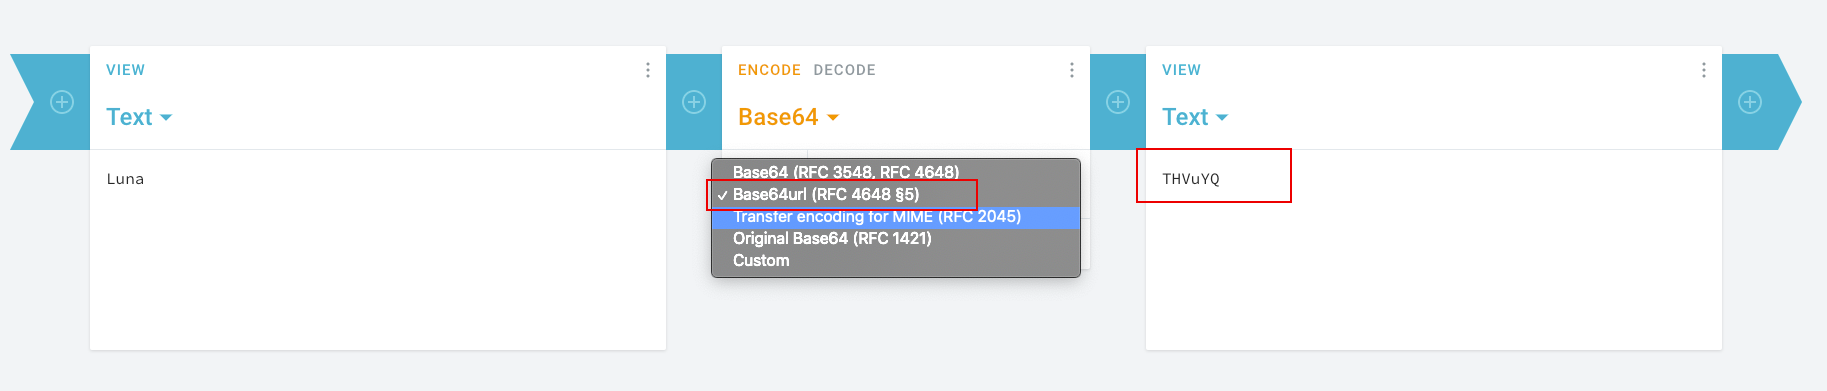 VIEW
Text
Luna
ENCODE DECODE
Base64
Base64 (RFC 3548, RFC 4648)
✓ Base64url (RFC 4648 §5)
Transfer encoding for MIME (RFC 2045)
Original Base64 (RFC 1421)
Custom
VIEW
Text
THVuYQ